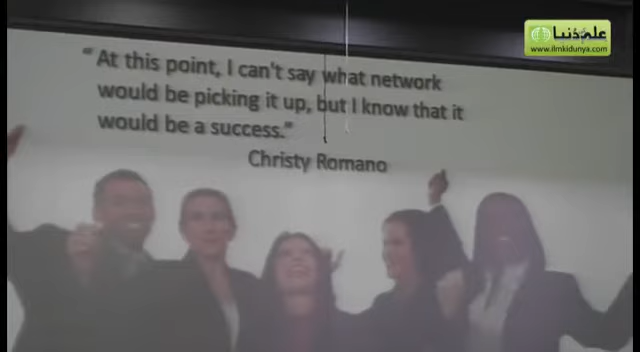 علم کی دنیا
www.ilmkidunya.com
“At this point, I can't say what network
would be picking it up, but I know that it
would be a success.”
Christy Romano